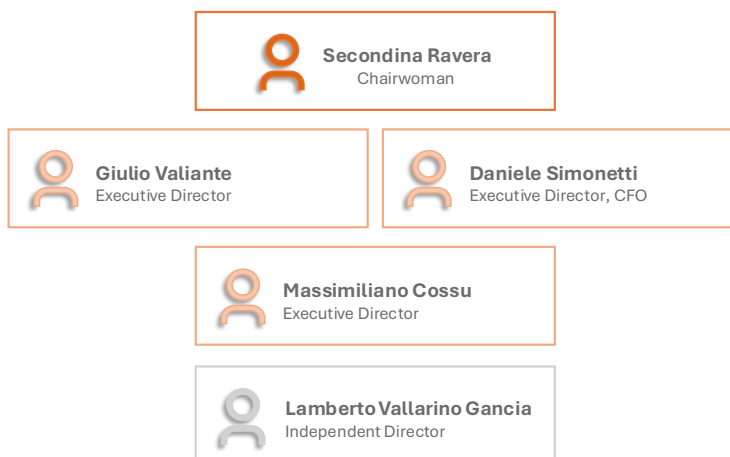 Secondina Ravera
Chairwoman
Giulio Valiante
Executive Director
Daniele Simonetti
Executive Director, CFO
Massimiliano Cossu
Executive Director
Lamberto Vallarino Gancia
Independent Director